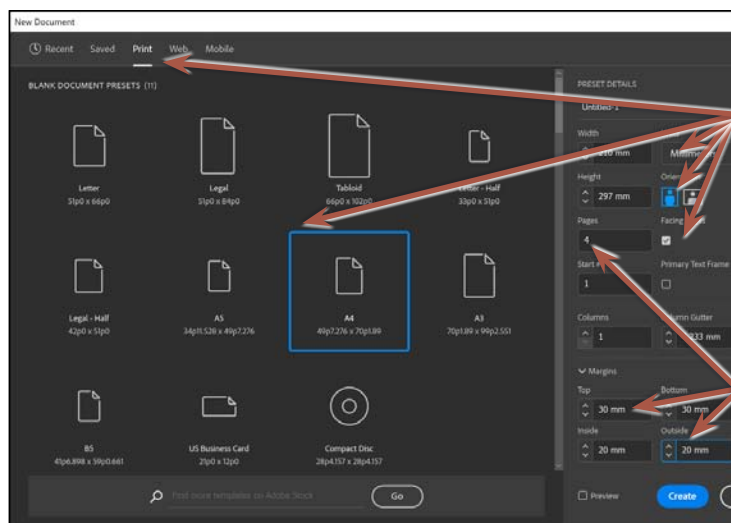 New Document
Recent Saved Print Web Mobile
BLANK DOCUMENT PRESETS (11)
Letter
51p0 x 66p0
Legal
51p0 x 84p0
Tabloid
66p0 x 102p0
Letter - Half
33p0 x 51p0
Legal - Half
42p0 x 51p0
A5
34p11.528 x 49p7.276
A4
49p7.276 x 70p1.89
A3
70p1.89 x 99p2.551
B5
41p6.898 x 59p0.661
US Business Card
21p0 x 12p0
Compact Disc
28p4.157 x 28p4.157
Find more templates on Adobe Stock
Go
PRESET DETAILS
Untitled-1
Width
210 mm
Height
297 mm
Pages Facing
4
Start #
Primary Text Frame
1
Columns
Column Gutter
1
Margins
Top
Bottom
30 mm
30 mm
Inside
Outside
20 mm
20 mm
Preview
Create